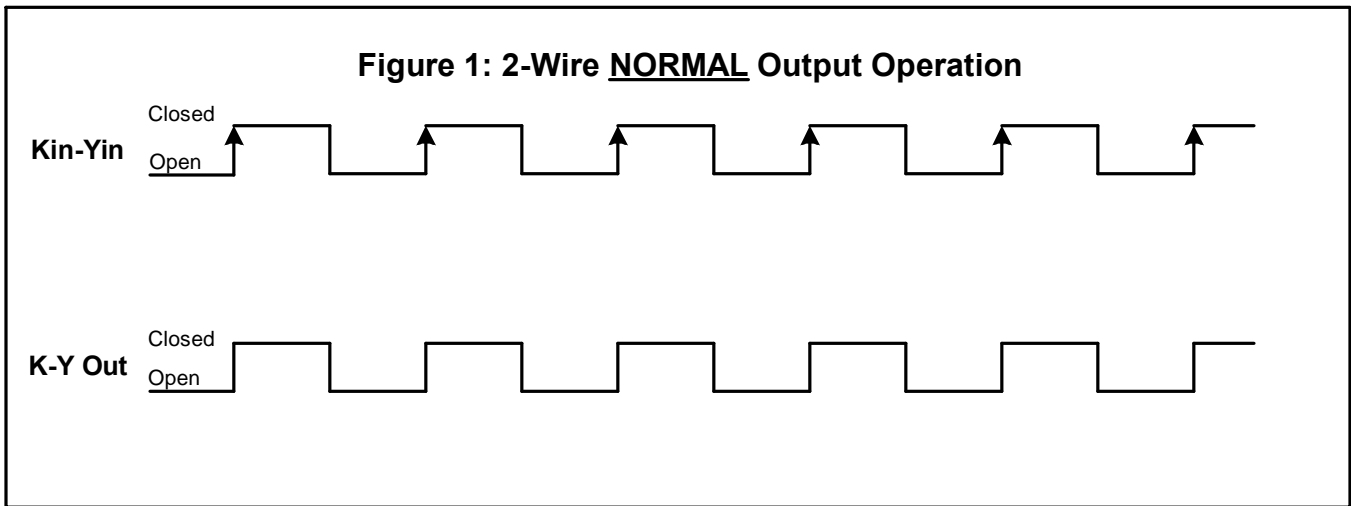 Figure 1: 2-Wire NORMAL Output Operation
Closed
Kin-Yin
Open
Closed
K-Y Out
Open